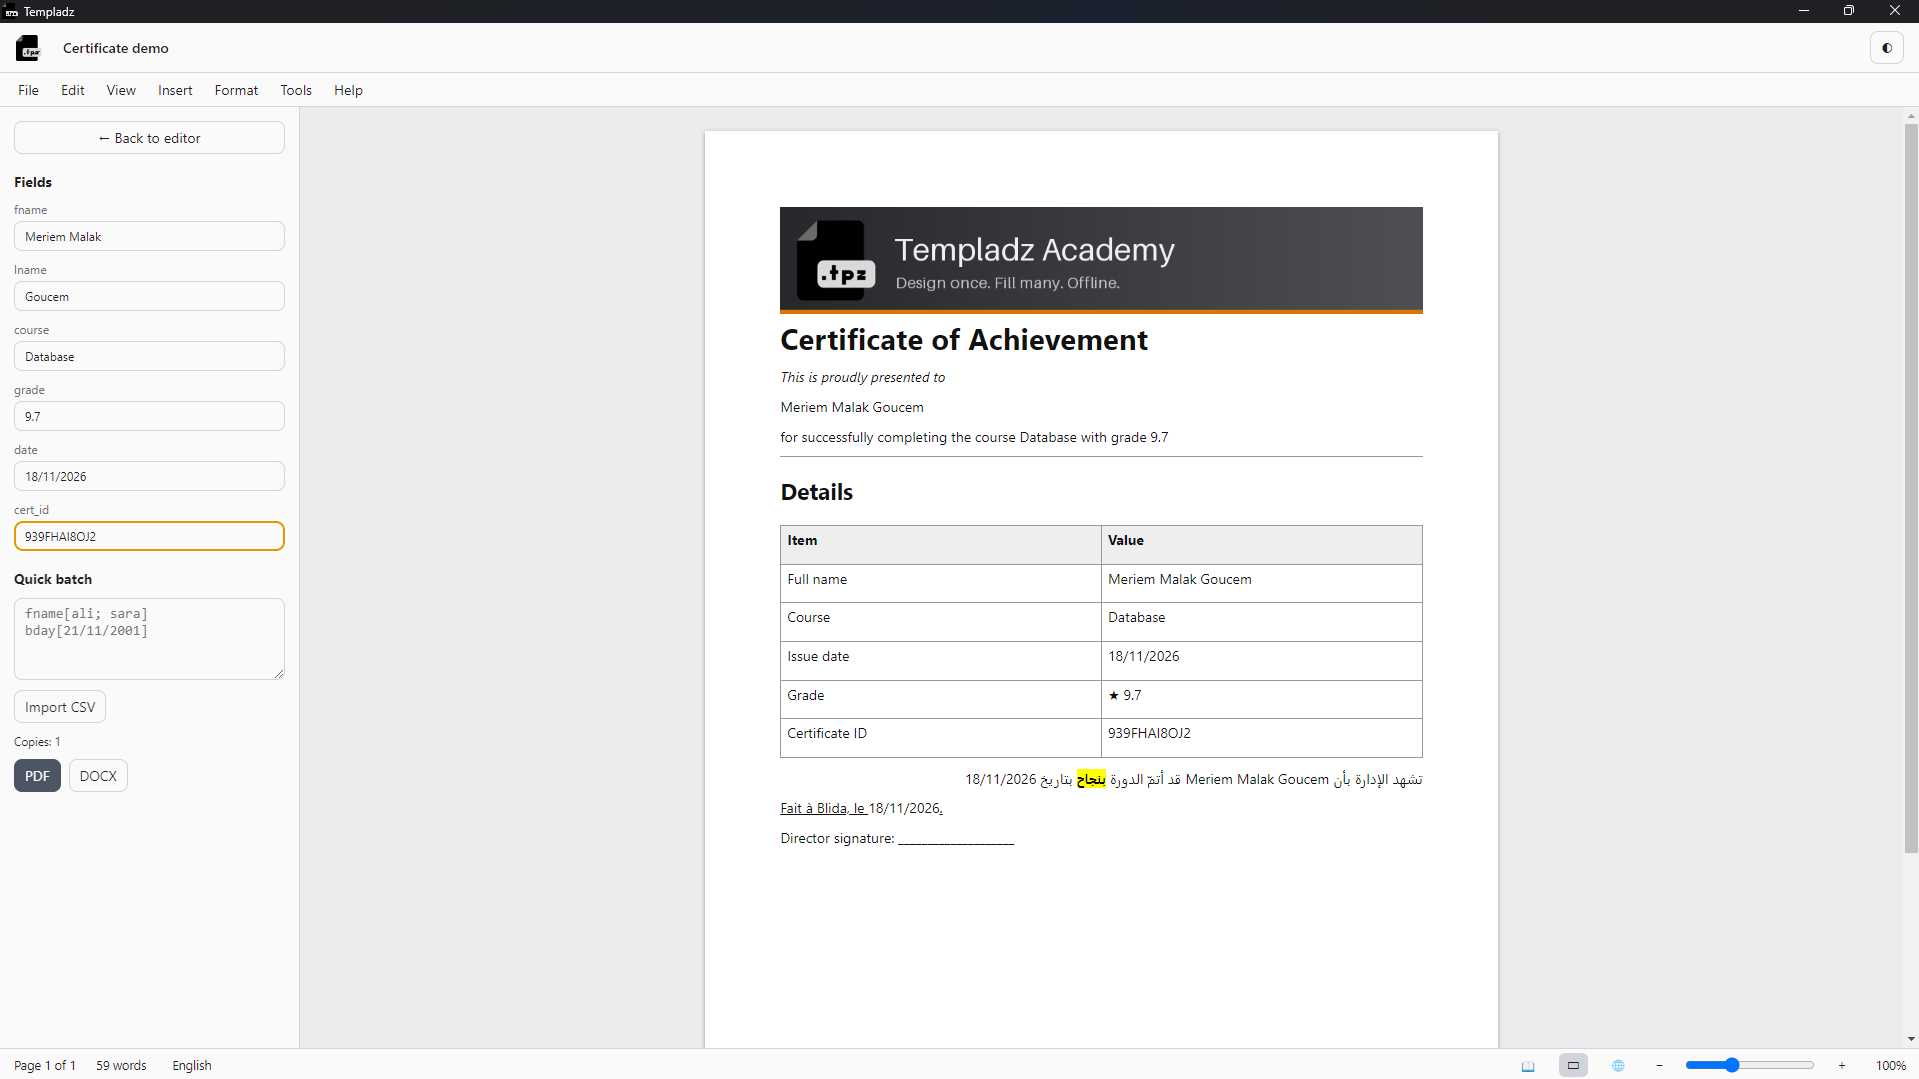 Templadz
Certificate demo
File Edit View Insert Format Tools Help
← Back to editor
Fields
fname
Meriem Malak
lname
Goucem
course
Database
grade
9.7
date
18/11/2026
cert_id
939FHAI8OJ2
Quick batch
fname[ali; sara]
bday[21/11/2001]
Import CSV
Copies: 1
PDF DOCX
.tpz
Templadz Academy
Design once. Fill many. Offline.
Certificate of Achievement
This is proudly presented to
Meriem Malak Goucem
for successfully completing the course Database with grade 9.7
Details
Item Value
Full name Meriem Malak Goucem
Course Database
Issue date 18/11/2026
Grade ★ 9.7
Certificate ID 939FHAI8OJ2
تشهد الإدارة بأن Meriem Malak Goucem قد أتمّ الدورة بنجاح بتاريخ 18/11/2026
Fait à Blida, le 18/11/2026.
Director signature: ____________________
Page 1 of 1 59 words English − + 100%